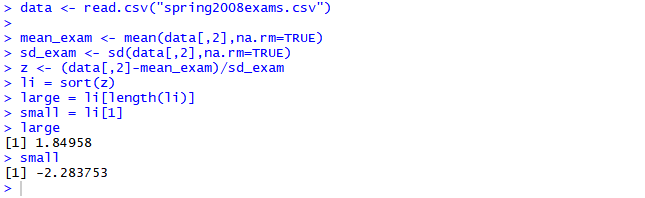 > data <- read.csv("spring2008exams.csv")
>
> mean_exam <- mean(data[,2],na.rm=TRUE)
> sd_exam <- sd(data[,2],na.rm=TRUE)
> z <- (data[,2]-mean_exam)/sd_exam
> li = sort(z)
> large = li[length(li)]
> small = li[1]
> large
[1] 1.84958
> small
[1] -2.283753
>